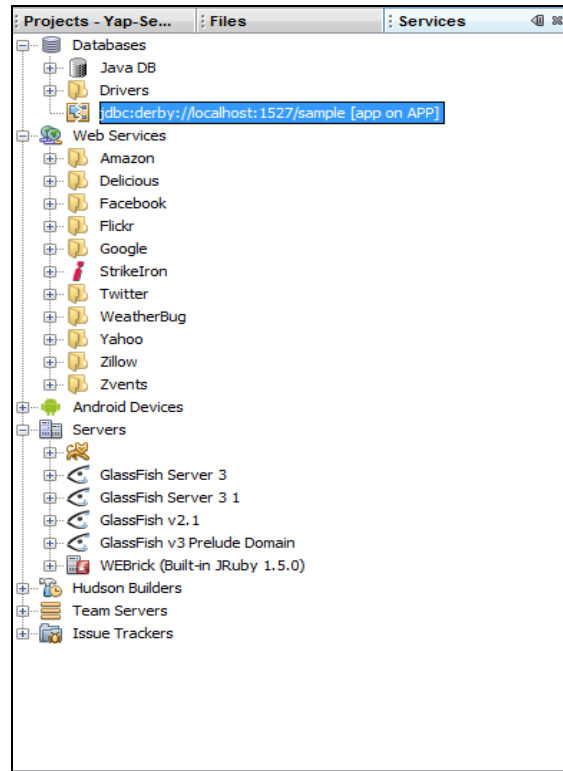 Projects - Yap-Se... Files Services
Databases
Java DB
Drivers
jdbc:derby://localhost:1527/sample [app on APP]
Web Services
Amazon
Delicious
Facebook
Flickr
Google
StrikeIron
Twitter
WeatherBug
Yahoo
Zillow
Zvents
Android Devices
Servers
GlassFish Server 3
GlassFish Server 3 1
GlassFish v2.1
GlassFish v3 Prelude Domain
WEBrick (Built-in JRuby 1.5.0)
Hudson Builders
Team Servers
Issue Trackers